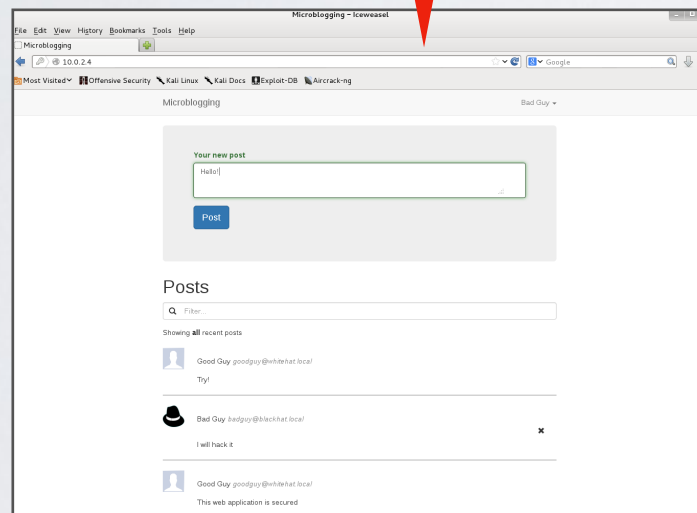 Microblogging - Iceweasel
File Edit View History Bookmarks Tools Help
Microblogging
10.0.2.4
Google
Most Visited Offensive Security Kali Linux Kali Docs Exploit-DB Aircrack-ng
Microblogging Bad Guy
Your new post
Hello!
Post
Posts
Filter...
Showing all recent posts
Good Guy goodguy@whitehat.local
Try!
Bad Guy badguy@blackhat.local
I will hack it
Good Guy goodguy@whitehat.local
This web application is secured